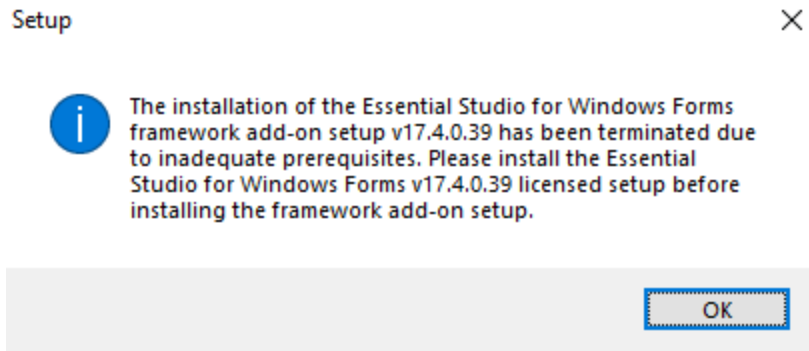 Setup
The installation of the Essential Studio for Windows Forms
framework add-on setup v17.4.0.39 has been terminated due
to inadequate prerequisites. Please install the Essential
Studio for Windows Forms v17.4.0.39 licensed setup before
installing the framework add-on setup.
OK